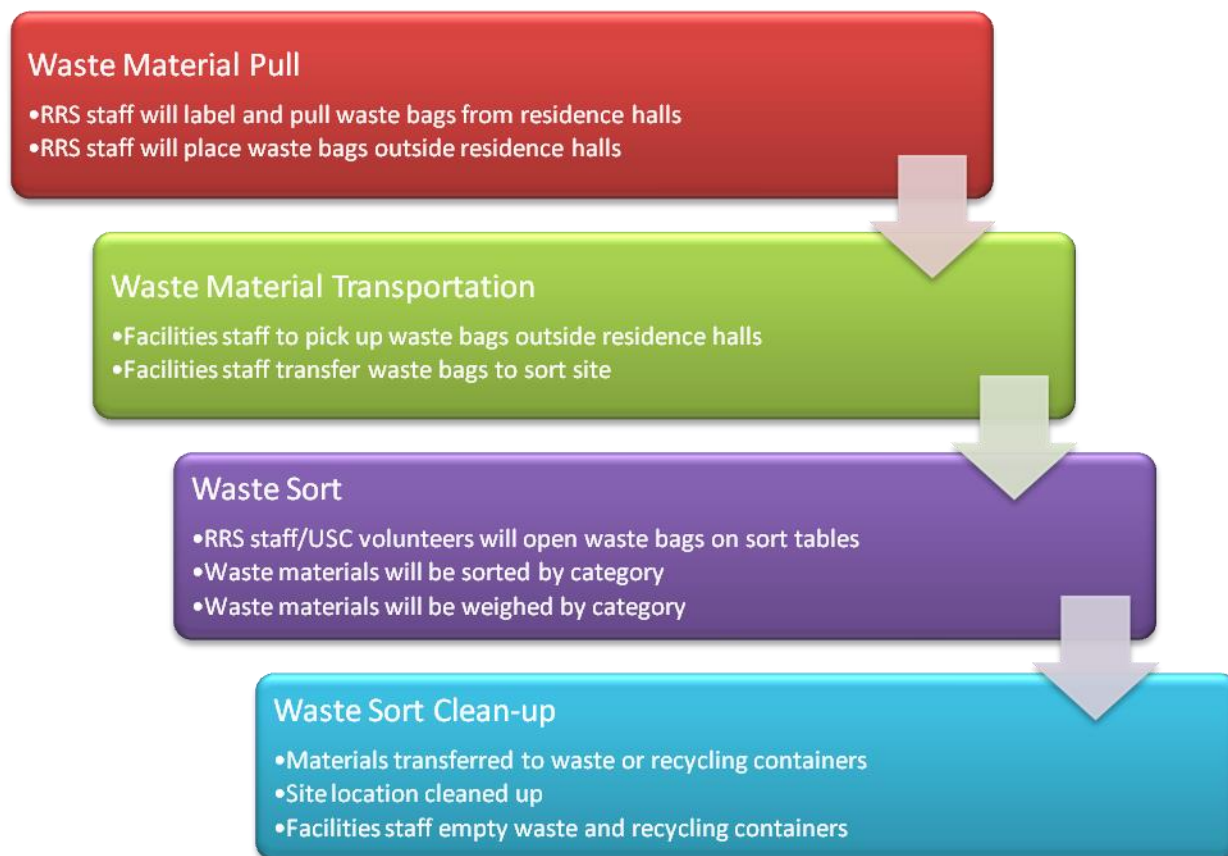 Waste Material Pull
•RRS staff will label and pull waste bags from residence halls
•RRS staff will place waste bags outside residence halls
Waste Material Transportation
•Facilities staff to pick up waste bags outside residence halls
•Facilities staff transfer waste bags to sort site
Waste Sort
•RRS staff/USC volunteers will open waste bags on sort tables
•Waste materials will be sorted by category
•Waste materials will be weighed by category
Waste Sort Clean-up
•Materials transferred to waste or recycling containers
•Site location cleaned up
•Facilities staff empty waste and recycling containers